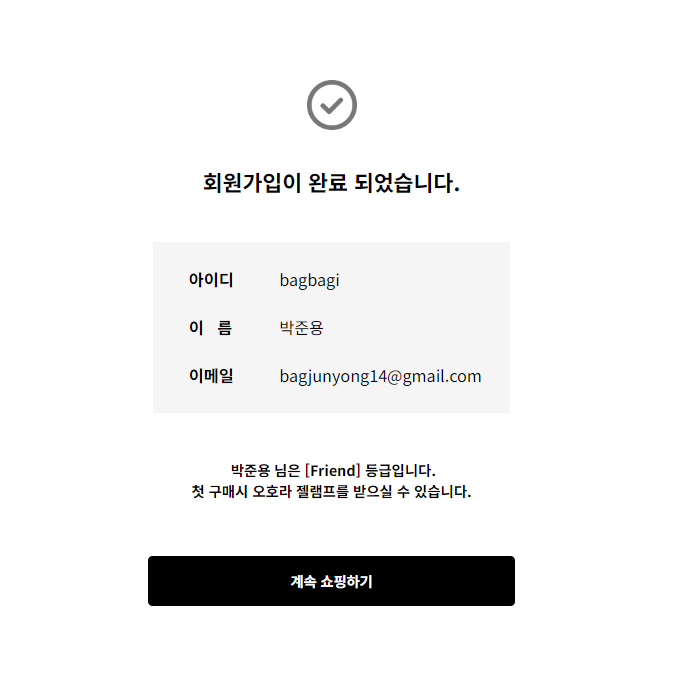 회원가입이 완료 되었습니다.
아이디 bagbagi
이 름 박준용
이메일 bagjunyong14@gmail.com
박준용 님은 [Friend] 등급입니다.
첫 구매시 오호라 젤램프를 받으실 수 있습니다.
계속 쇼핑하기